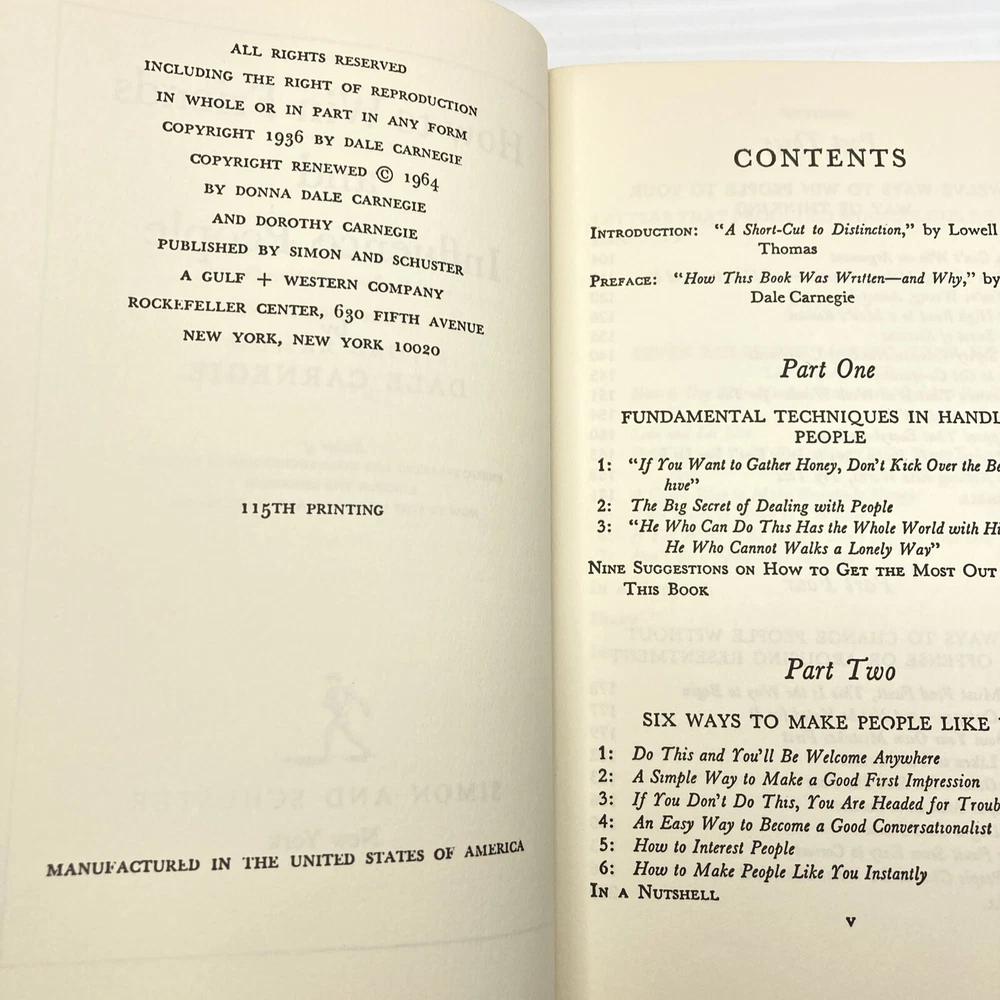 ALL RIGHTS RESERVED
INCLUDING THE RIGHT OF REPRODUCTION
IN WHOLE OR IN PART IN ANY FORM
COPYRIGHT 1936 BY DALE CARNEGIE
COPYRIGHT RENEWED © 1964
BY DONNA DALE CARNEGIE
AND DOROTHY CARNEGIE
PUBLISHED BY SIMON AND SCHUSTER
A GULF + WESTERN COMPANY
ROCKEFELLER CENTER, 630 FIFTH AVENUE
NEW YORK, NEW YORK 10020
115TH PRINTING
MANUFACTURED IN THE UNITED STATES OF AMERICA
CONTENTS
INTRODUCTION: "A Short-Cut to Distinction," by Lowell
Thomas
PREFACE: "How This Book Was Written—and Why," by
Dale Carnegie
Part One
FUNDAMENTAL TECHNIQUES IN HANDL
PEOPLE
1: "If You Want to Gather Honey, Don't Kick Over the Be
hive"
2: The Big Secret of Dealing with People
3: "He Who Can Do This Has the Whole World with Hi
He Who Cannot Walks a Lonely Way"
NINE SUGGESTIONS ON HOW TO GET THE MOST OUT
THIS BOOK
Part Two
SIX WAYS TO MAKE PEOPLE LIKE
1: Do This and You'll Be Welcome Anywhere
2: A Simple Way to Make a Good First Impression
3: If You Don't Do This, You Are Headed for Troub
4: An Easy Way to Become a Good Conversationalist
5: How to Interest People
6: How to Make People Like You Instantly
IN A NUTSHELL
v